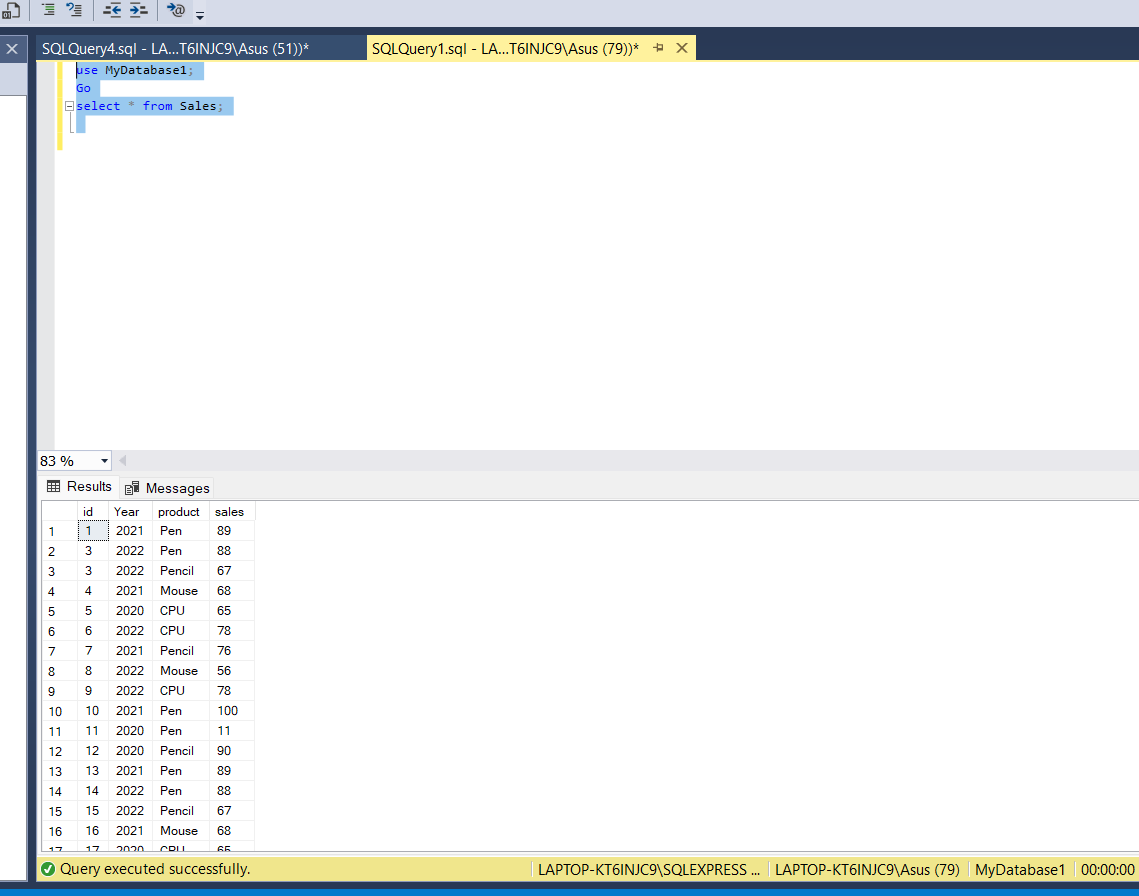 SQLQuery4.sql - LA...T6INJC9\Asus (51))*
SQLQuery1.sql - LA...T6INJC9\Asus (79))*
use MyDatabase1;
Go
select * from Sales;
83 %
Results Messages
id Year product sales
1 1 2021 Pen 89
2 3 2022 Pen 88
3 3 2022 Pencil 67
4 4 2021 Mouse 68
5 5 2020 CPU 65
6 6 2022 CPU 78
7 7 2021 Pencil 76
8 8 2022 Mouse 56
9 9 2022 CPU 78
10 10 2021 Pen 100
11 11 2020 Pen 11
12 12 2020 Pencil 90
13 13 2021 Pen 89
14 14 2022 Pen 88
15 15 2022 Pencil 67
16 16 2021 Mouse 68
17 17 2020 CPU 65
Query executed successfully. LAPTOP-KT6INJC9\SQLEXPRESS ... LAPTOP-KT6INJC9\Asus (79) MyDatabase1 00:00:00